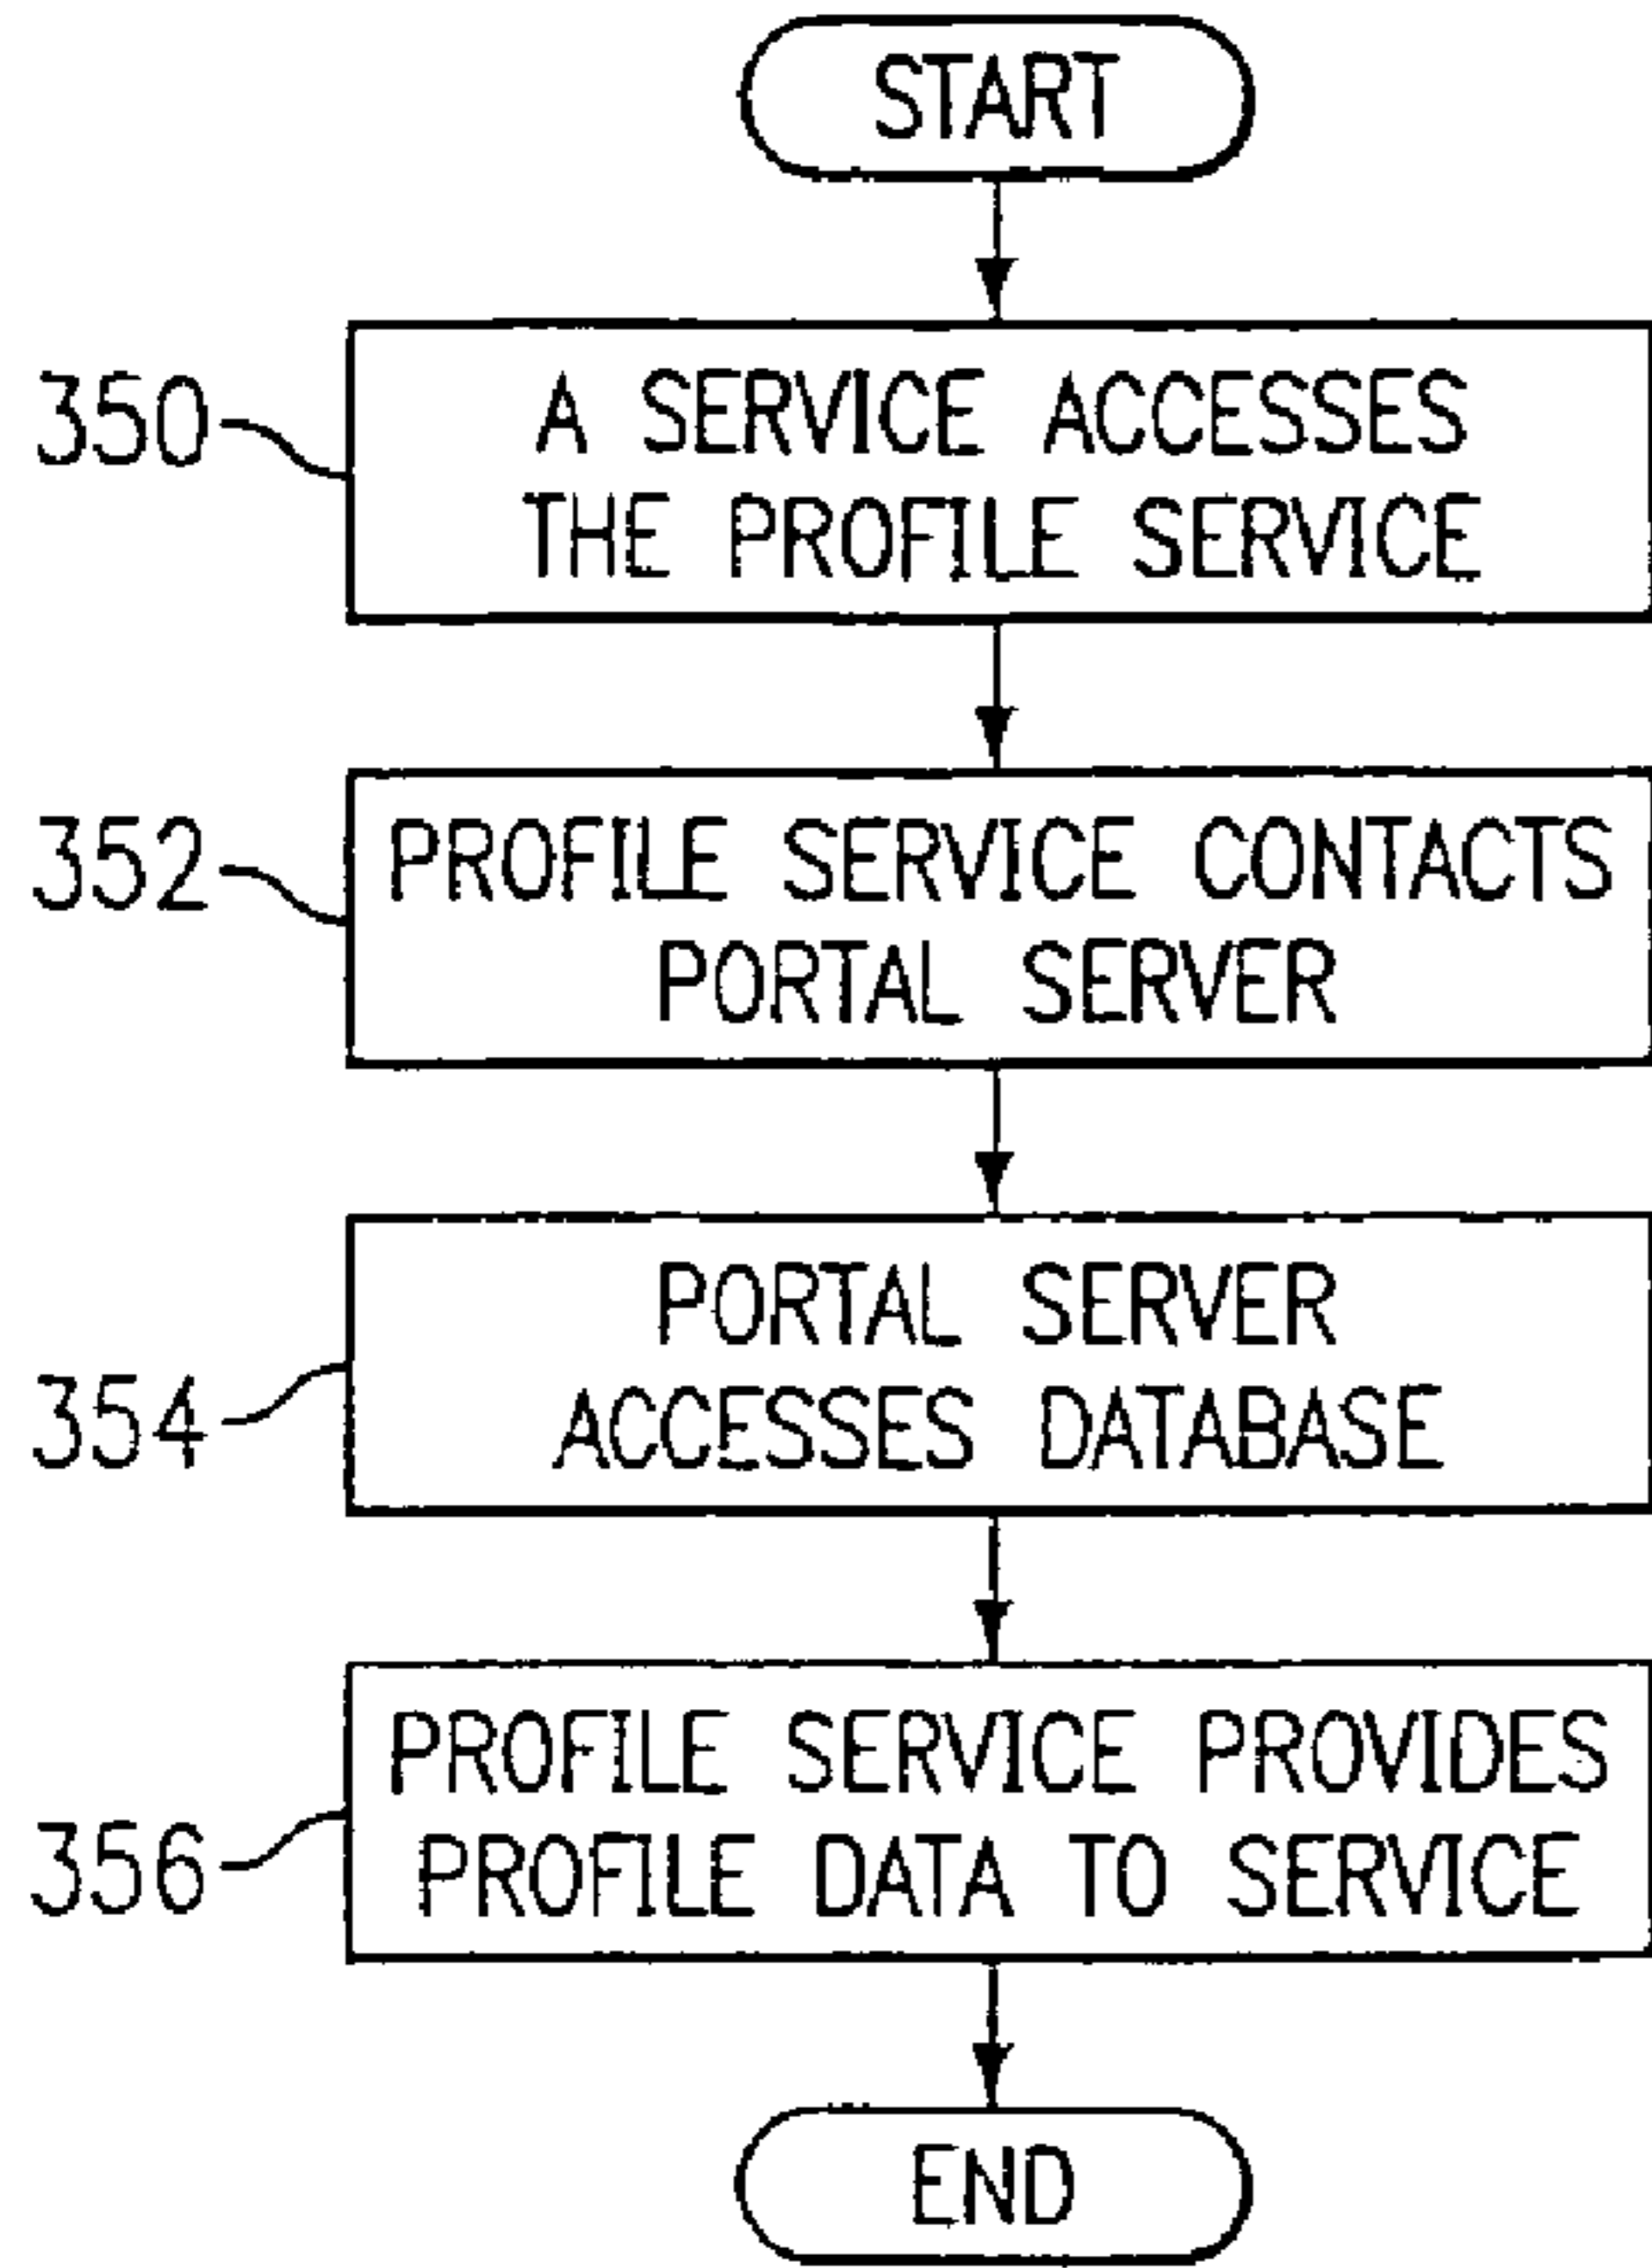 START
350
A SERVICE ACCESSES
THE PROFILE SERVICE
352
PROFILE SERVICE CONTACTS
PORTAL SERVER
354
PORTAL SERVER
ACCESSES DATABASE
356
PROFILE SERVICE PROVIDES
PROFILE DATA TO SERVICE
END